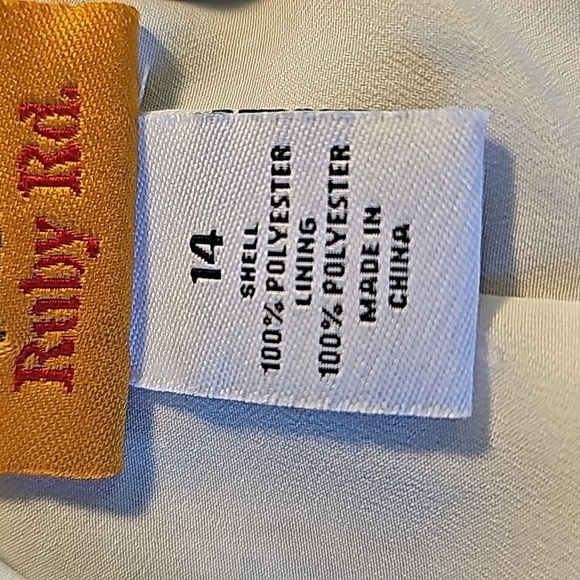 Ruby Rd.
14
SHELL
100% POLYESTER
LINING
100% POLYESTER
MADE IN
CHINA